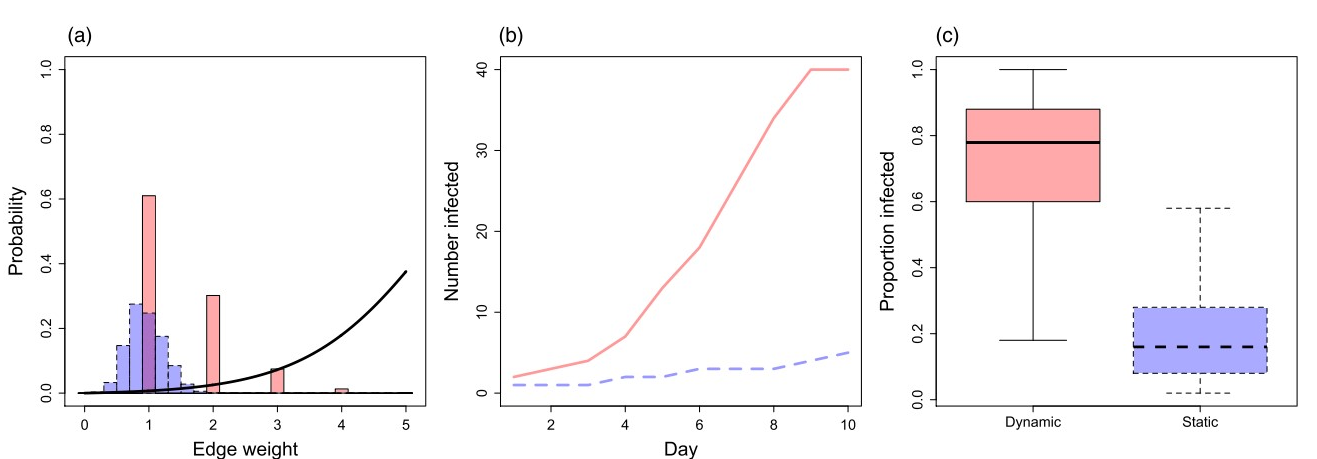 (a)
Probability
0.0 0.2 0.4 0.6 0.8 1.0
0 1 2 3 4 5
Edge weight
(b)
Number infected
0 10 20 30 40
2 4 6 8 10
Day
(c)
Proportion infected
0.0 0.2 0.4 0.6 0.8 1.0
Dynamic Static